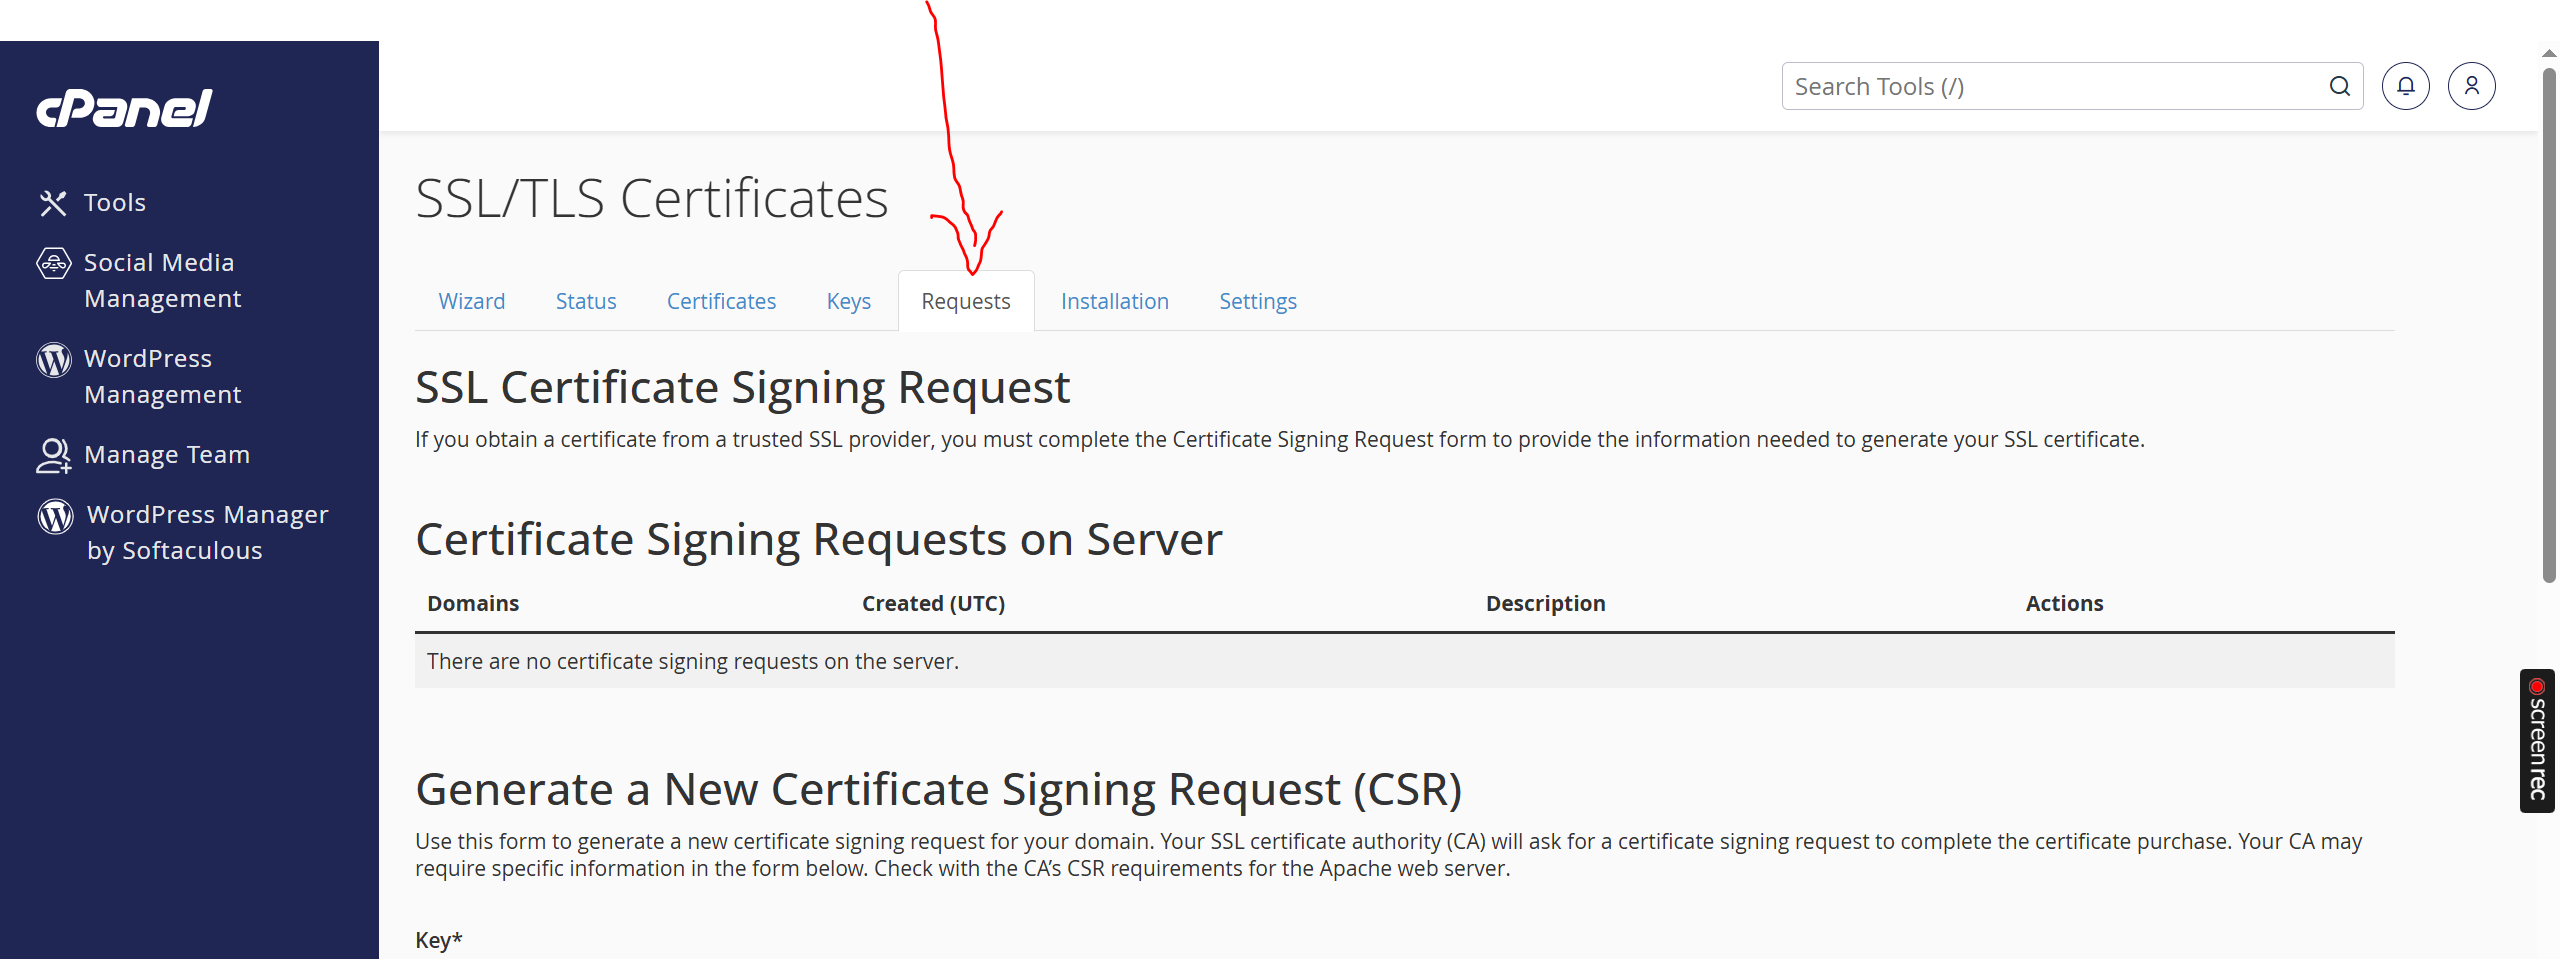 cPanel
Search Tools (/)
Tools
Social Media
Management
WordPress
Management
Manage Team
WordPress Manager
by Softaculous
SSL/TLS Certificates
Wizard Status Certificates Keys Requests Installation Settings
SSL Certificate Signing Request
If you obtain a certificate from a trusted SSL provider, you must complete the Certificate Signing Request form to provide the information needed to generate your SSL certificate.
Certificate Signing Requests on Server
Domains Created (UTC) Description Actions
There are no certificate signing requests on the server.
Generate a New Certificate Signing Request (CSR)
Use this form to generate a new certificate signing request for your domain. Your SSL certificate authority (CA) will ask for a certificate signing request to complete the certificate purchase. Your CA may
require specific information in the form below. Check with the CA’s CSR requirements for the Apache web server.
Key*
screenrec